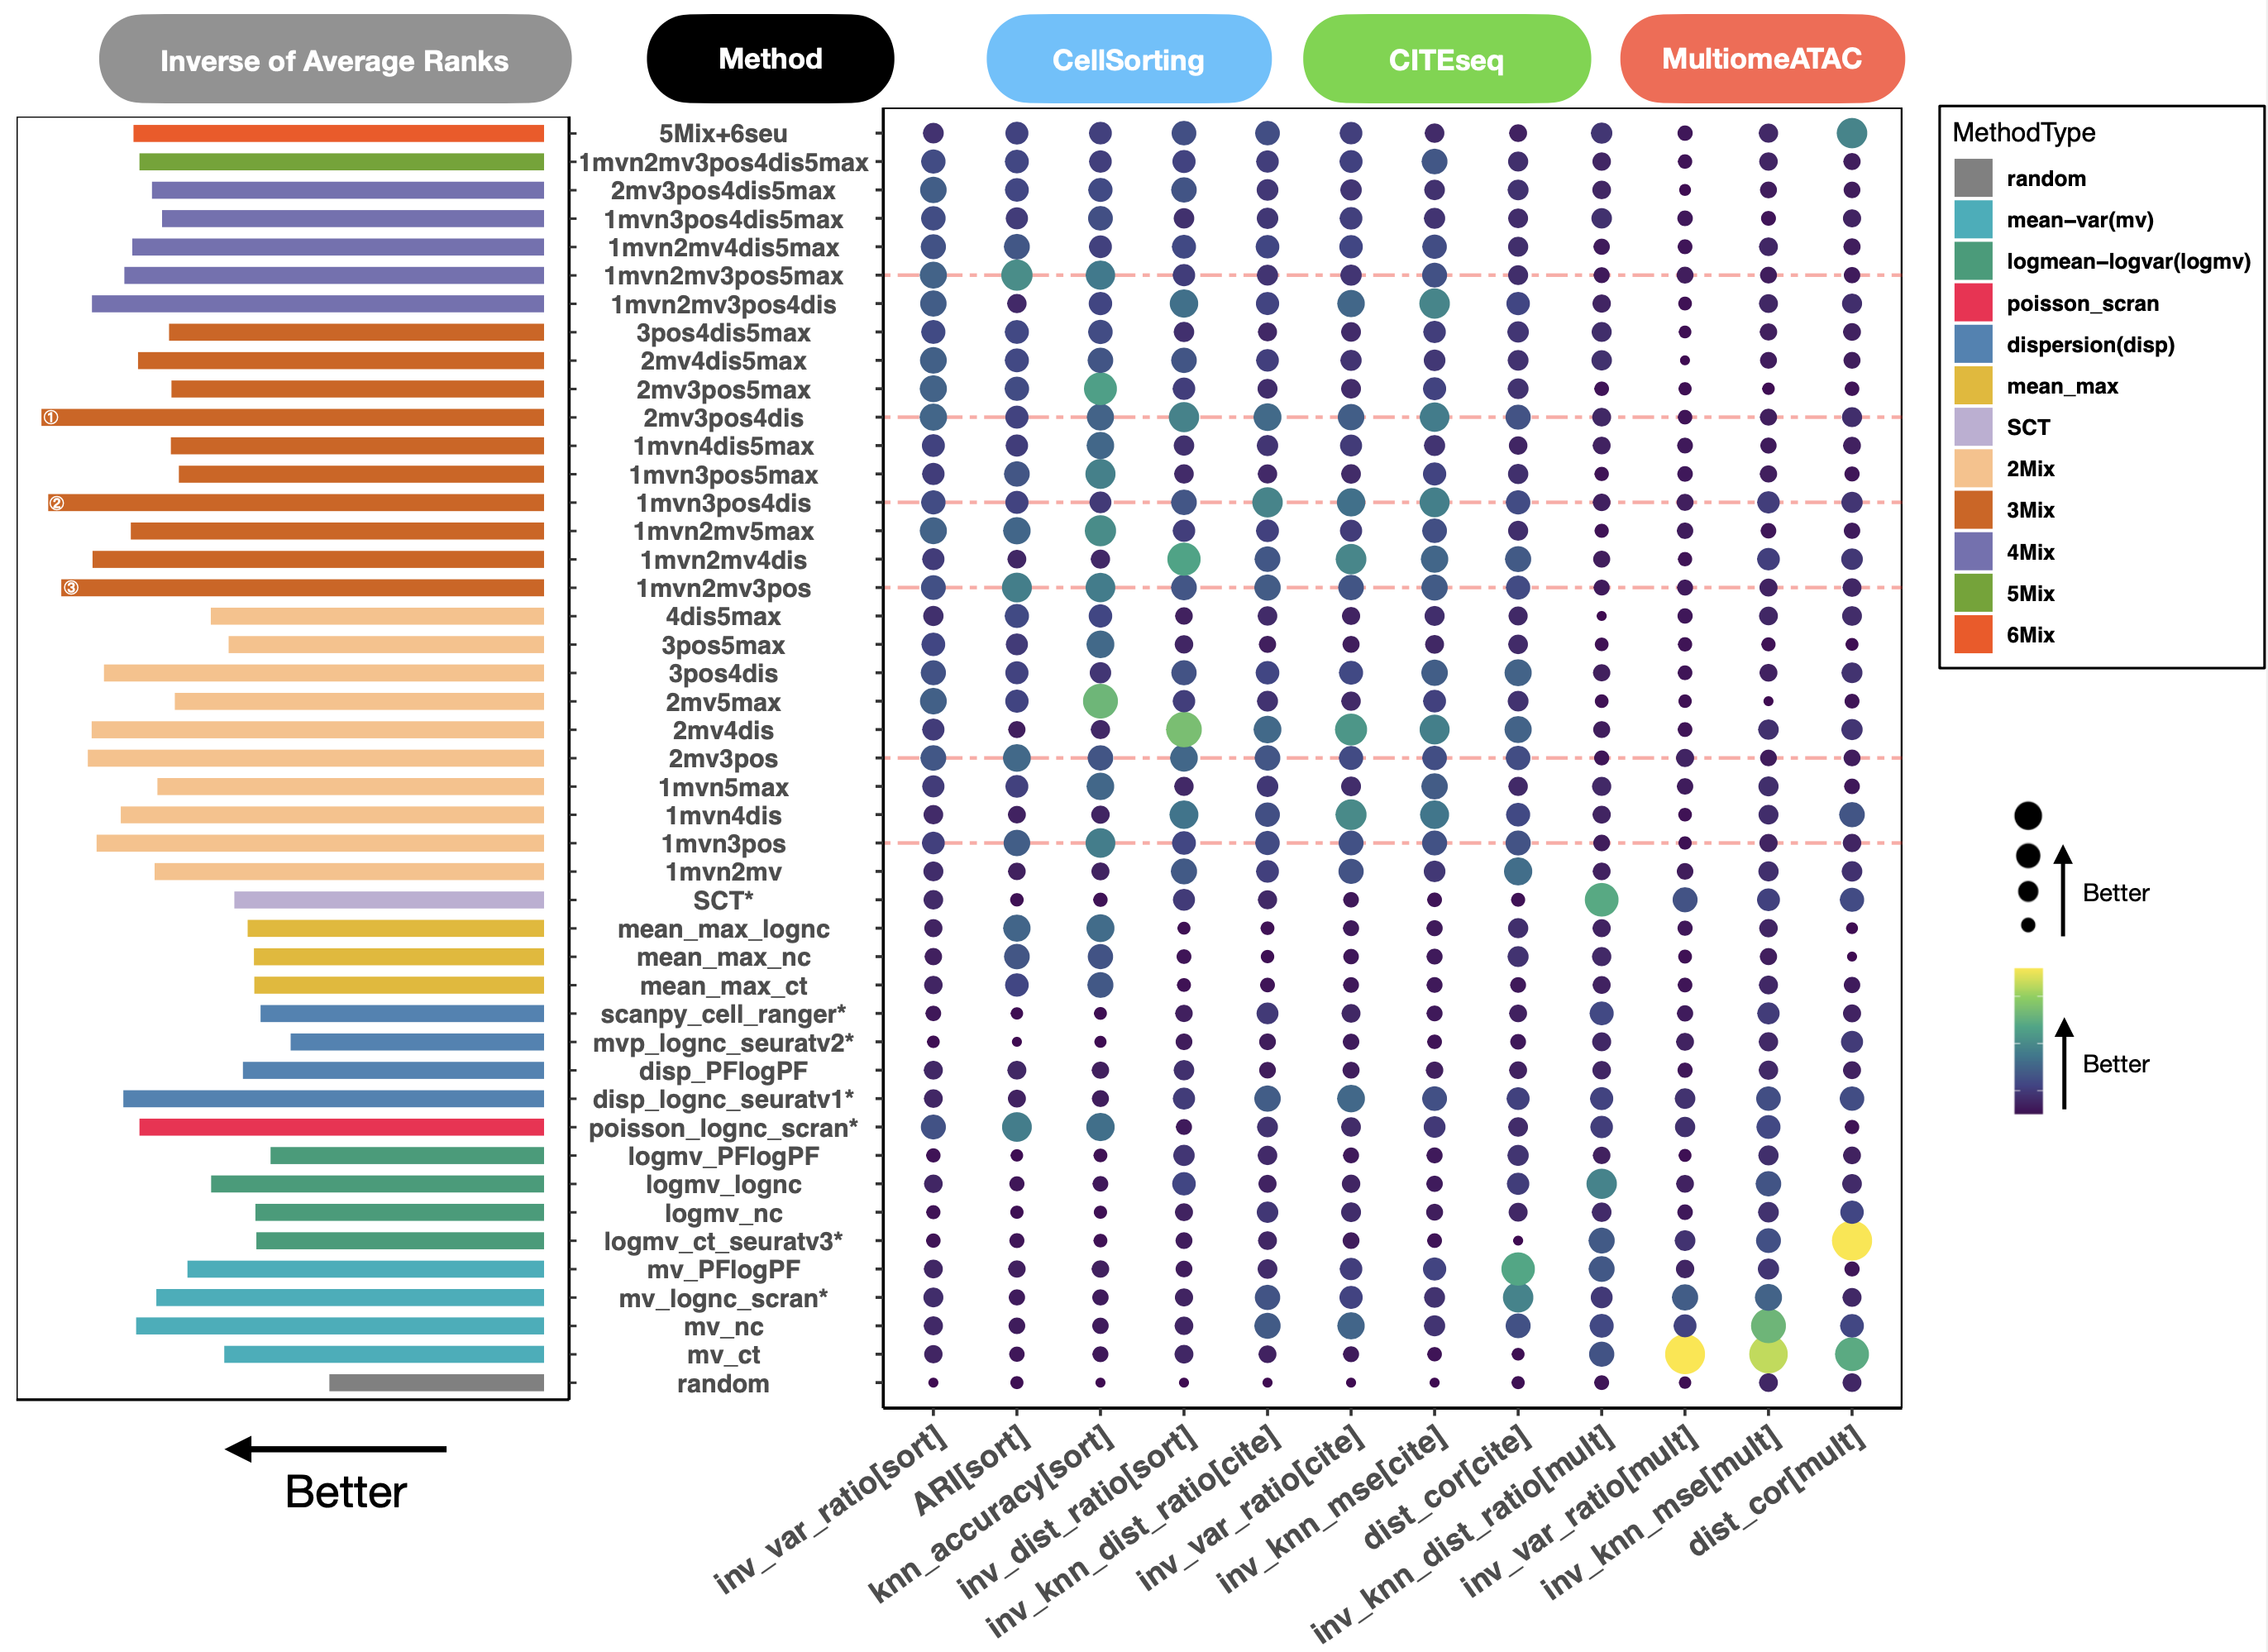 Inverse of Average Ranks
Method
CellSorting
CITEseq
MultiomeATAC
5Mix+6seu
1mvn2mv3pos4dis5max
2mv3pos4dis5max
1mvn3pos4dis5max
1mvn2mv4dis5max
1mvn2mv3pos5max
1mvn2mv3pos4dis
3pos4dis5max
2mv4dis5max
2mv3pos5max
① 2mv3pos4dis
1mvn4dis5max
1mvn3pos5max
② 1mvn3pos4dis
1mvn2mv5max
1mvn2mv4dis
③ 1mvn2mv3pos
4dis5max
3pos5max
3pos4dis
2mv5max
2mv4dis
2mv3pos
1mvn5max
1mvn4dis
1mvn3pos
1mvn2mv
SCT*
mean_max_lognc
mean_max_nc
mean_max_ct
scanpy_cell_ranger*
mvp_lognc_seuratv2*
disp_PFlogPF
disp_lognc_seuratv1*
poisson_lognc_scran*
logmv_PFlogPF
logmv_lognc
logmv_nc
logmv_ct_seuratv3*
mv_PFlogPF
mv_lognc_scran*
mv_nc
mv_ct
random
Better
inv_var_ratio[sort]
ARI[sort]
knn_accuracy[sort]
inv_dist_ratio[sort]
inv_knn_dist_ratio[cite]
inv_var_ratio[cite]
inv_knn_mse[cite]
dist_cor[cite]
inv_knn_dist_ratio[mult]
inv_var_ratio[mult]
inv_knn_mse[mult]
dist_cor[mult]
MethodType
random
mean-var(mv)
logmean-logvar(logmv)
poisson_scran
dispersion(disp)
mean_max
SCT
2Mix
3Mix
4Mix
5Mix
6Mix
Better
Better